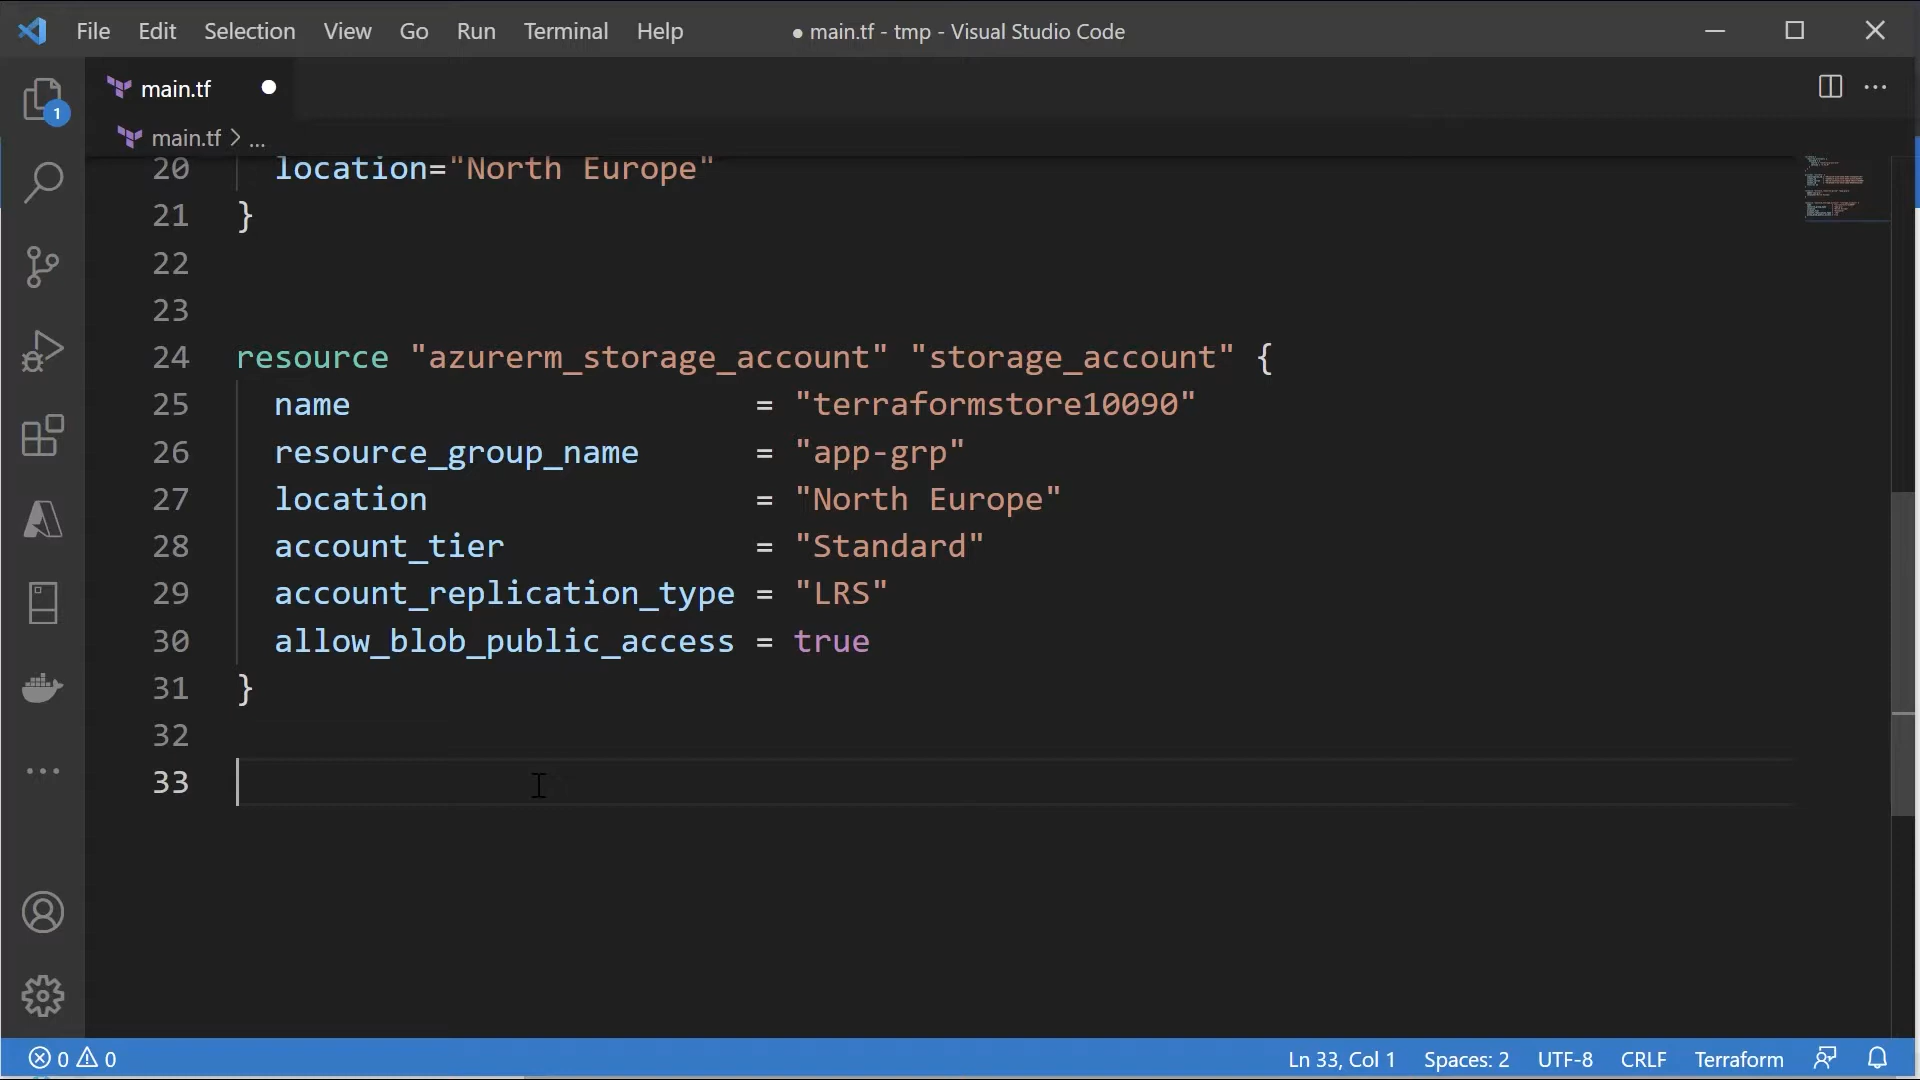 File Edit Selection View Go Run Terminal Help
● main.tf - tmp - Visual Studio Code
main.tf
1
main.tf > ...
20 location="North Europe"
21 }
22
23
24 resource "azurerm_storage_account" "storage_account" {
25 name = "terraformstore10090"
26 resource_group_name = "app-grp"
27 location = "North Europe"
28 account_tier = "Standard"
29 account_replication_type = "LRS"
30 allow_blob_public_access = true
31 }
32
33
0 0 Ln 33, Col 1 Spaces: 2 UTF-8 CRLF Terraform